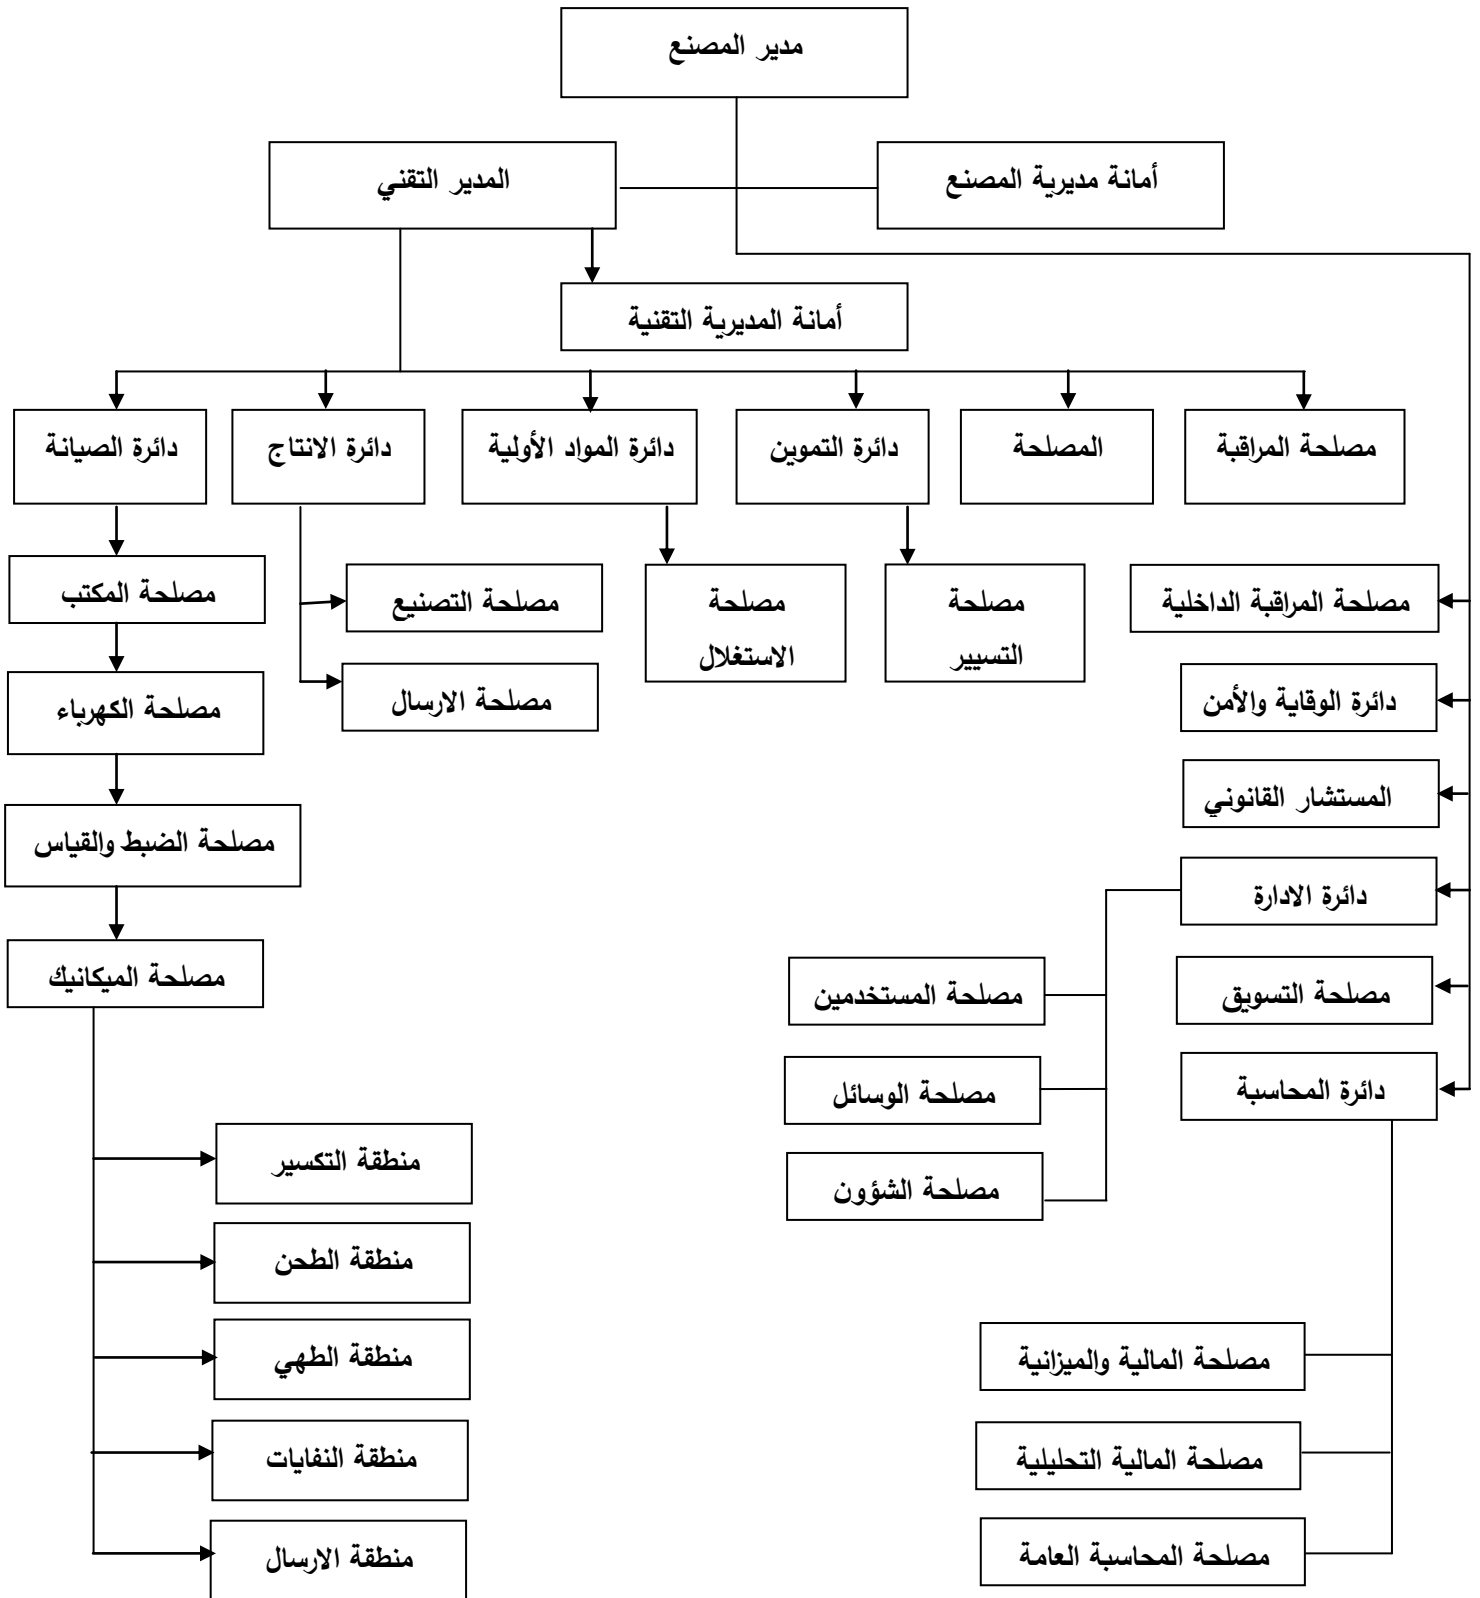 مدير المصنع
أمانة مديرية المصنع
المدير التقني
أمانة المديرية التقنية
مصلحة المراقبة
المصلحة
دائرة التموين
دائرة المواد الأولية
دائرة الانتاج
دائرة الصيانة
مصلحة المراقبة الداخلية
مصلحة
التسيير
مصلحة
الاستغلال
مصلحة التصنيع
مصلحة المكتب
دائرة الوقاية والأمن
مصلحة الارسال
مصلحة الكهرباء
المستشار القانوني
مصلحة الضبط والقياس
دائرة الادارة
مصلحة الميكانيك
مصلحة المستخدمين
مصلحة التسويق
مصلحة الوسائل
دائرة المحاسبة
مصلحة الشؤون
منطقة التكسير
منطقة الطحن
منطقة الطهي
منطقة النفايات
منطقة الارسال
مصلحة المالية والميزانية
مصلحة المالية التحليلية
مصلحة المحاسبة العامة